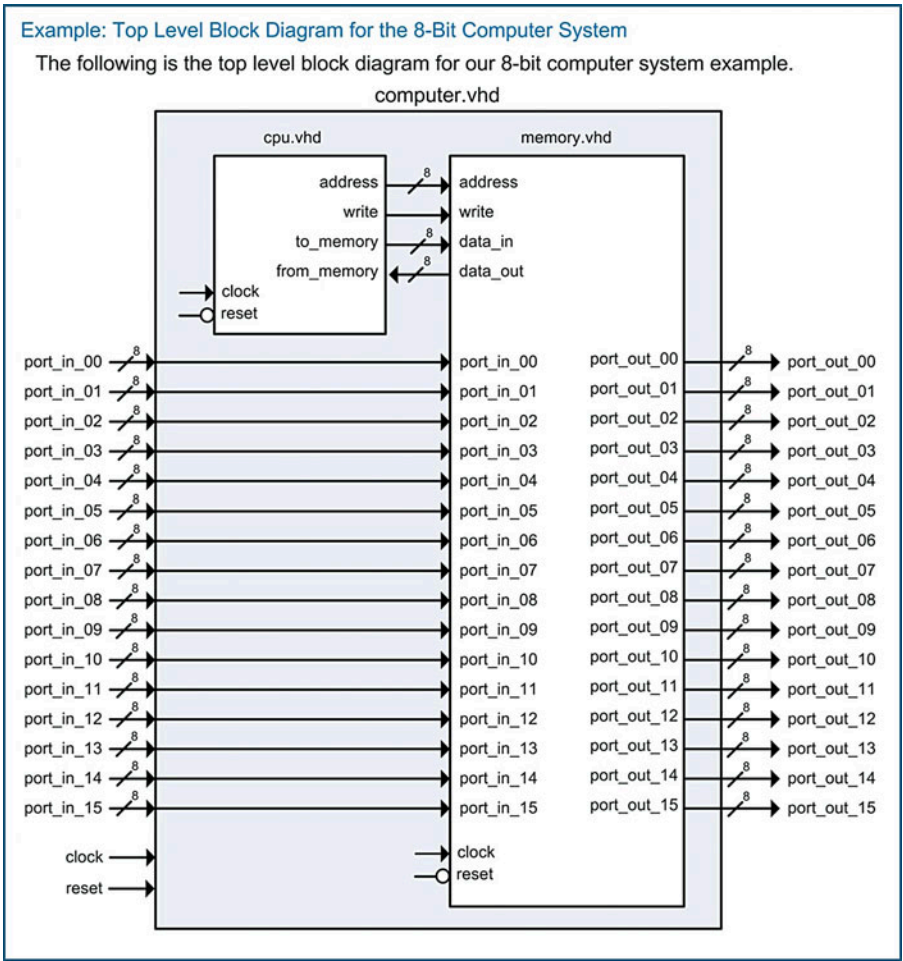 Example: Top Level Block Diagram for the 8-Bit Computer System
The following is the top level block diagram for our 8-bit computer system example.
computer.vhd
cpu.vhd
memory.vhd
address 8 address
write write
to_memory 8 data_in
from_memory 8 data_out
clock
reset
port_in_00 8 port_in_00 port_out_00 8 port_out_00
port_in_01 8 port_in_01 port_out_01 8 port_out_01
port_in_02 8 port_in_02 port_out_02 8 port_out_02
port_in_03 8 port_in_03 port_out_03 8 port_out_03
port_in_04 8 port_in_04 port_out_04 8 port_out_04
port_in_05 8 port_in_05 port_out_05 8 port_out_05
port_in_06 8 port_in_06 port_out_06 8 port_out_06
port_in_07 8 port_in_07 port_out_07 8 port_out_07
port_in_08 8 port_in_08 port_out_08 8 port_out_08
port_in_09 8 port_in_09 port_out_09 8 port_out_09
port_in_10 8 port_in_10 port_out_10 8 port_out_10
port_in_11 8 port_in_11 port_out_11 8 port_out_11
port_in_12 8 port_in_12 port_out_12 8 port_out_12
port_in_13 8 port_in_13 port_out_13 8 port_out_13
port_in_14 8 port_in_14 port_out_14 8 port_out_14
port_in_15 8 port_in_15 port_out_15 8 port_out_15
clock clock
reset reset